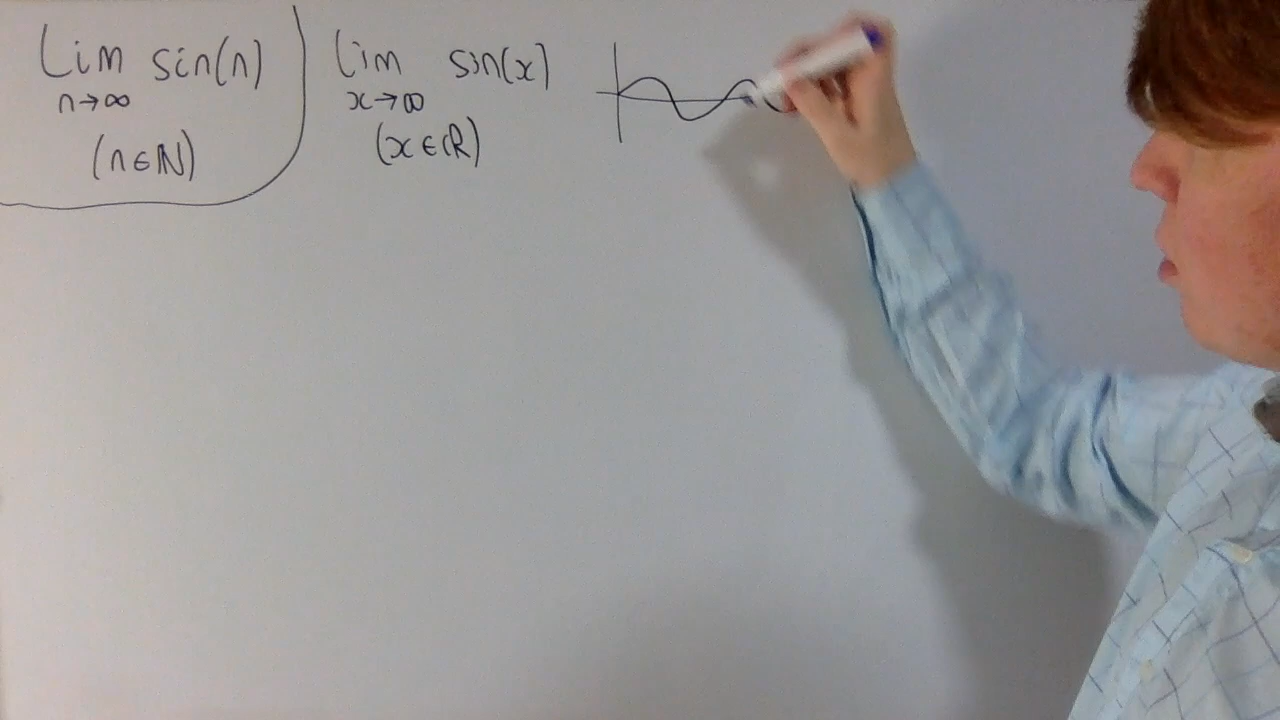 Lim sin(n)
n→∞
(n∈ℕ)
lim sin(x)
x→∞
(x∈ℝ)